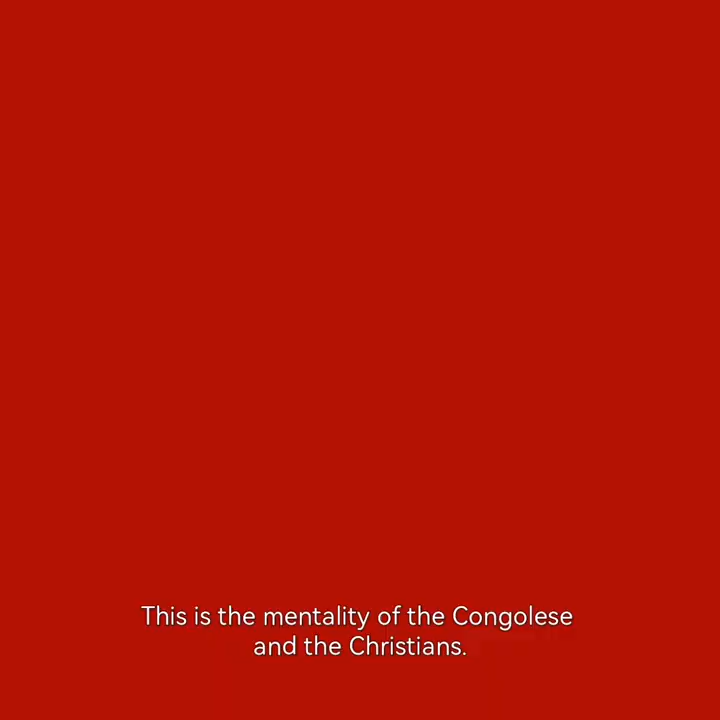 This is the mentality of the Congolese
and the Christians.